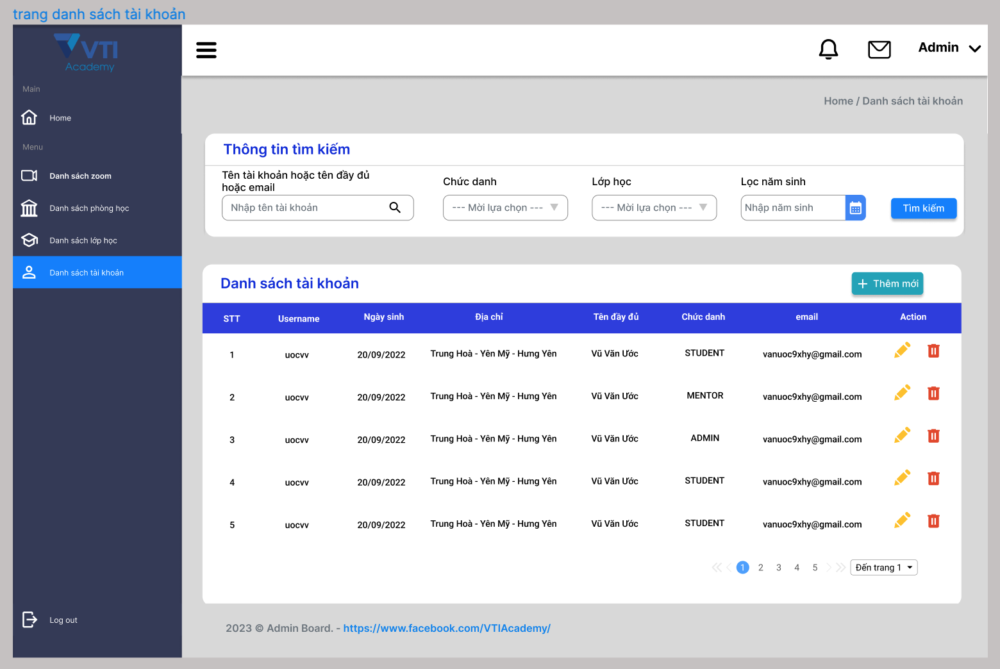 trang danh sách tài khoản
VTI
Academy
Admin
Main
Home
Menu
Danh sách zoom
Danh sách phòng học
Danh sách lớp học
Danh sách tài khoản
Log out
Home / Danh sách tài khoản
Thông tin tìm kiếm
Tên tài khoản hoặc tên đầy đủ
hoặc email
Chức danh
Lớp học
Lọc năm sinh
Nhập tên tài khoản
--- Mời lựa chọn ---
--- Mời lựa chọn ---
Nhập năm sinh
Tìm kiếm
Danh sách tài khoản
Thêm mới
STT Username Ngày sinh Địa chỉ Tên đầy đủ Chức danh email Action
1 uocvv 20/09/2022 Trung Hoà - Yên Mỹ - Hưng Yên Vũ Văn Ước STUDENT vanuoc9xhy@gmail.com
2 uocvv 20/09/2022 Trung Hoà - Yên Mỹ - Hưng Yên Vũ Văn Ước MENTOR vanuoc9xhy@gmail.com
3 uocvv 20/09/2022 Trung Hoà - Yên Mỹ - Hưng Yên Vũ Văn Ước ADMIN vanuoc9xhy@gmail.com
4 uocvv 20/09/2022 Trung Hoà - Yên Mỹ - Hưng Yên Vũ Văn Ước STUDENT vanuoc9xhy@gmail.com
5 uocvv 20/09/2022 Trung Hoà - Yên Mỹ - Hưng Yên Vũ Văn Ước STUDENT vanuoc9xhy@gmail.com
1 2 3 4 5 Đến trang 1
2023 © Admin Board. - https://www.facebook.com/VTIAcademy/